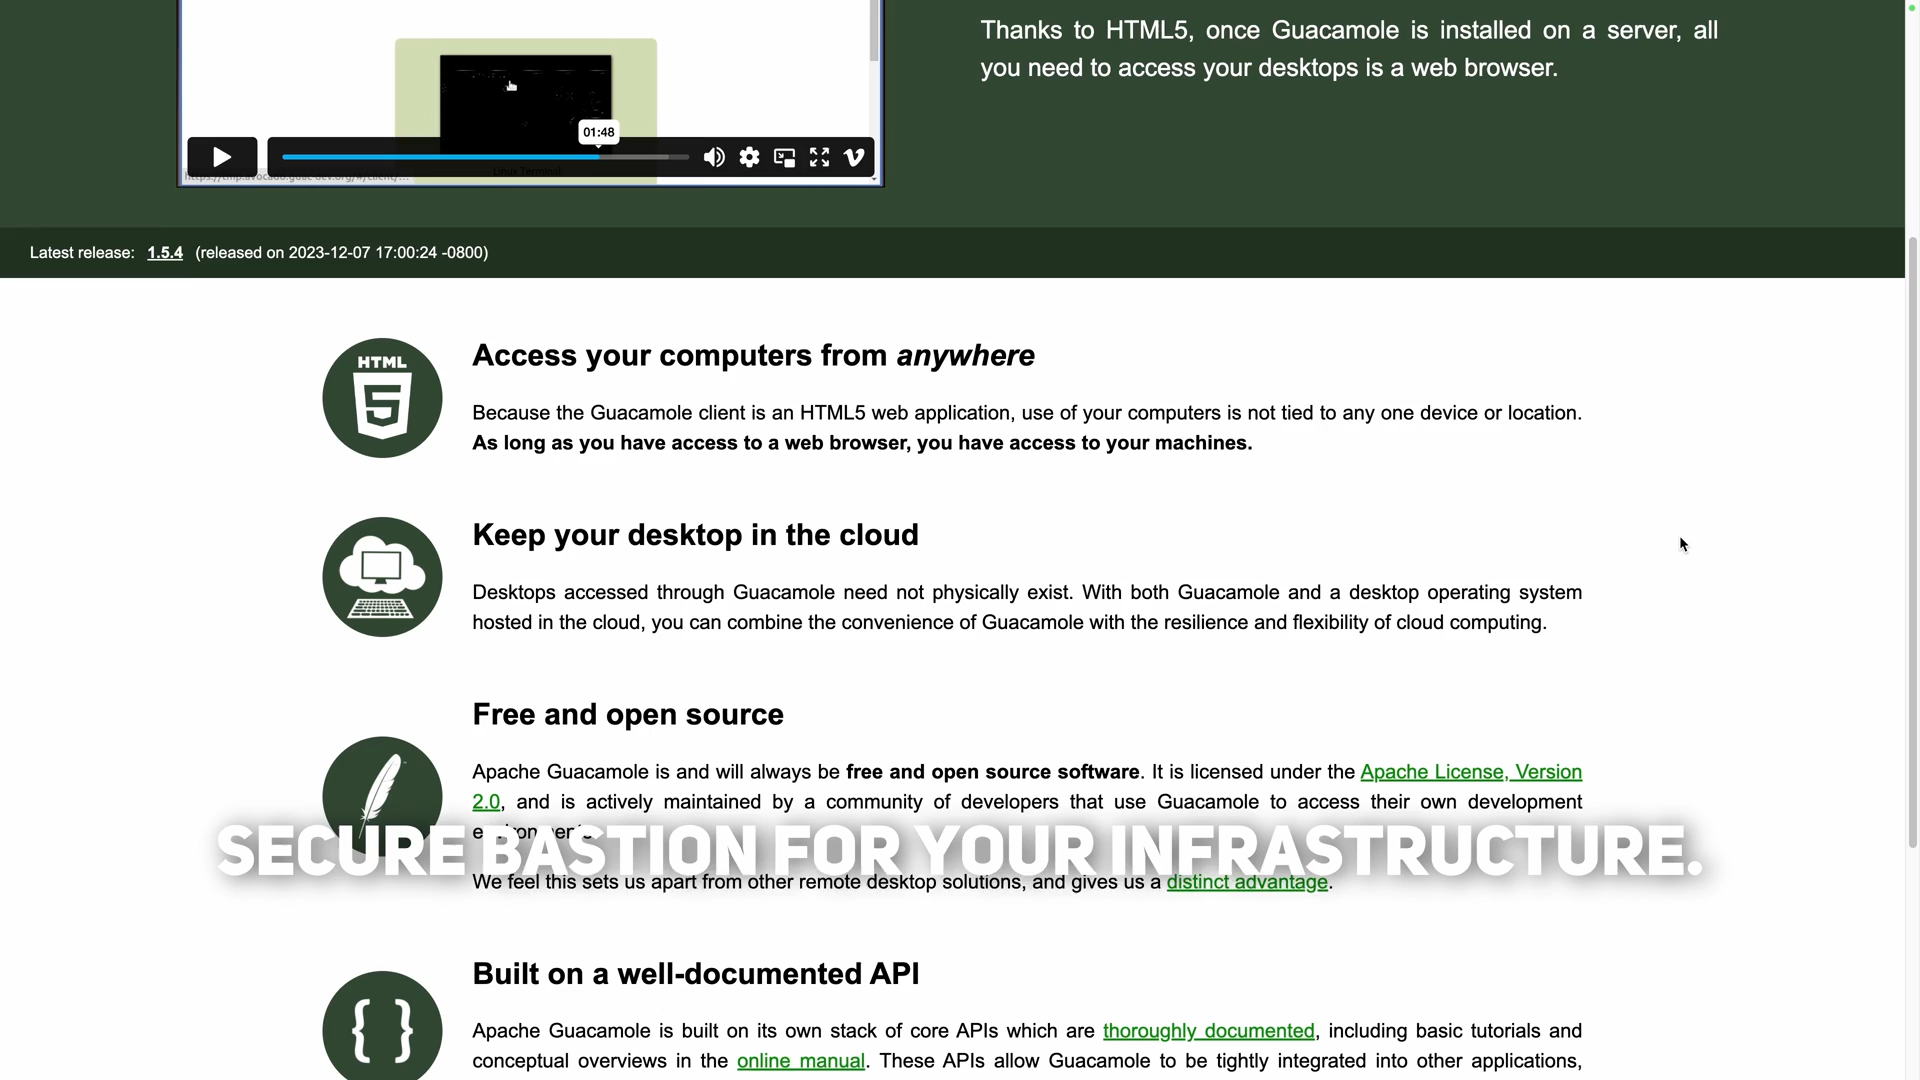 Thanks to HTML5, once Guacamole is installed on a server, all
you need to access your desktops is a web browser.
01:48
Linux Terminal
Latest release: 1.5.4 (released on 2023-12-07 17:00:24 -0800)
HTML
5
Access your computers from anywhere
Because the Guacamole client is an HTML5 web application, use of your computers is not tied to any one device or location.
As long as you have access to a web browser, you have access to your machines.
Keep your desktop in the cloud
Desktops accessed through Guacamole need not physically exist. With both Guacamole and a desktop operating system
hosted in the cloud, you can combine the convenience of Guacamole with the resilience and flexibility of cloud computing.
Free and open source
Apache Guacamole is and will always be free and open source software. It is licensed under the Apache License, Version
2.0, and is actively maintained by a community of developers that use Guacamole to access their own development
SECURE BASTION FOR YOUR INFRASTRUCTURE.
We feel this sets us apart from other remote desktop solutions, and gives us a distinct advantage.
Built on a well-documented API
{ }
Apache Guacamole is built on its own stack of core APIs which are thoroughly documented, including basic tutorials and
conceptual overviews in the online manual. These APIs allow Guacamole to be tightly integrated into other applications,